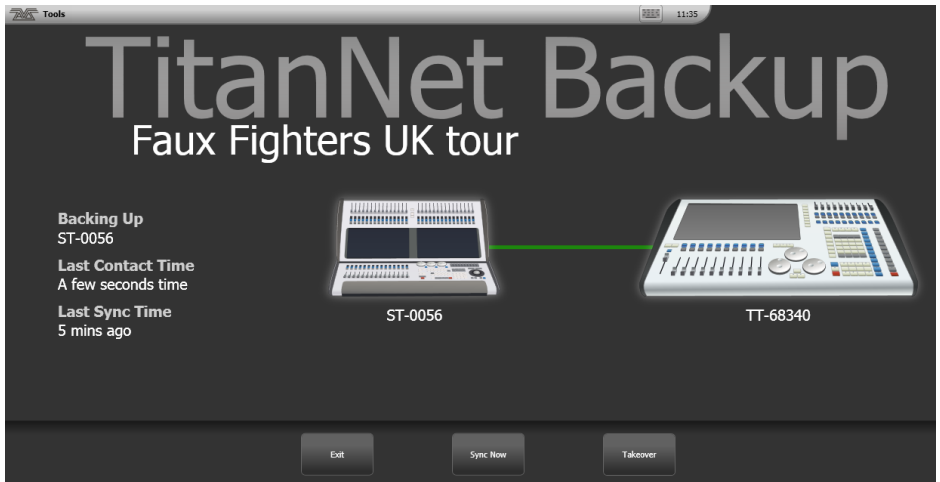 Tools
11:35
TitanNet Backup
Faux Fighters UK tour
Backing Up
ST-0056
Last Contact Time
A few seconds time
Last Sync Time
5 mins ago
ST-0056
TT-68340
Exit
Sync Now
Takeover